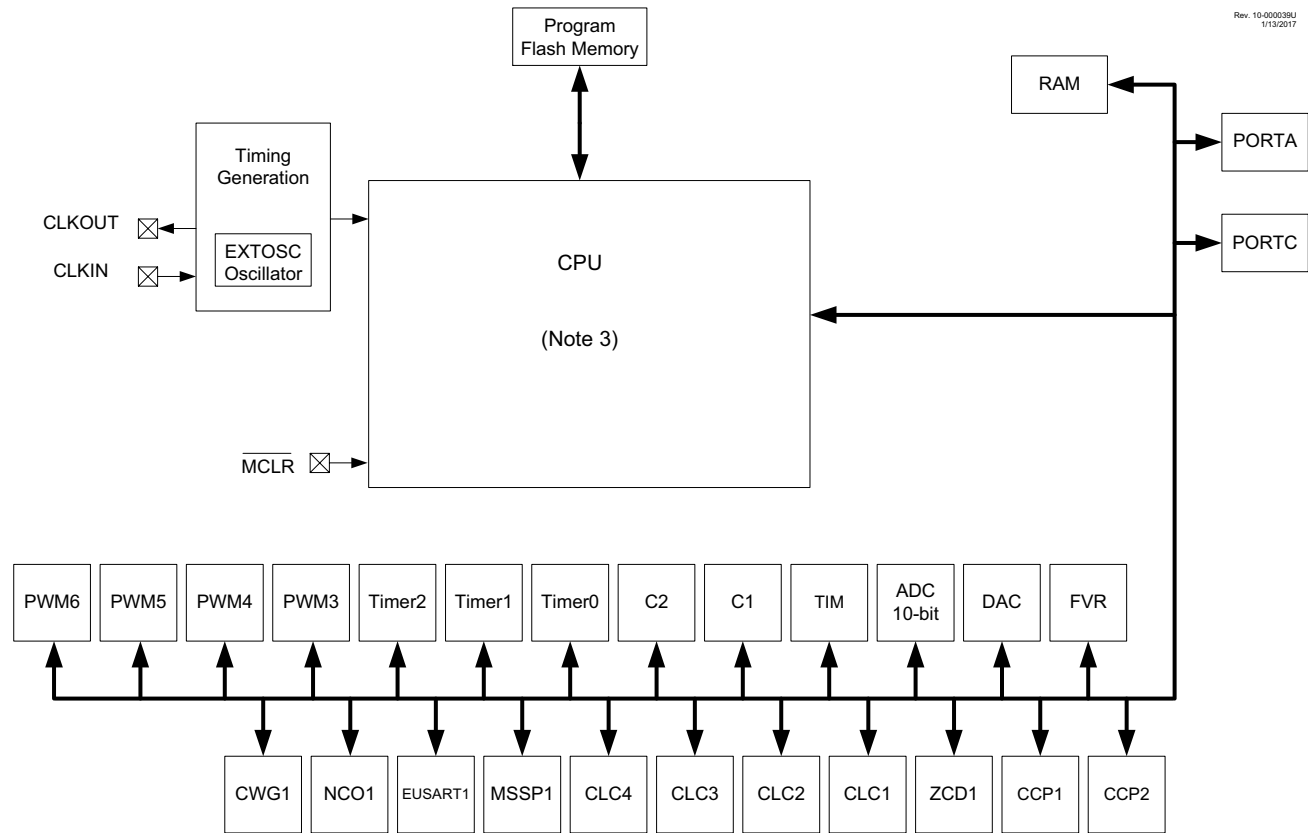 Rev. 10-000039U
1/13/2017
Program
Flash Memory
RAM
PORTA
PORTC
Timing
Generation
EXTOSC
Oscillator
CLKOUT
CLKIN
CPU
(Note 3)
MCLR
PWM6
PWM5
PWM4
PWM3
Timer2
Timer1
Timer0
C2
C1
TIM
ADC
10-bit
DAC
FVR
CWG1
NCO1
EUSART1
MSSP1
CLC4
CLC3
CLC2
CLC1
ZCD1
CCP1
CCP2